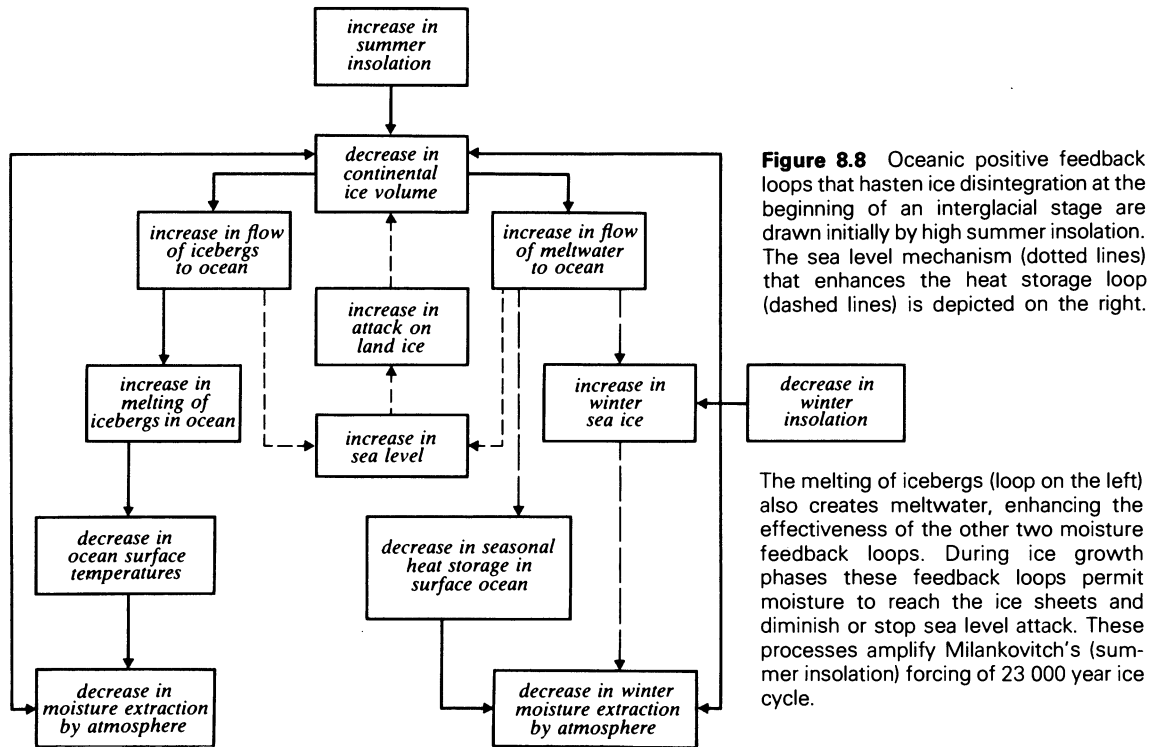 increase in
summer
insolation
decrease in
continental
ice volume
increase in flow
of icebergs
to ocean
increase in flow
of meltwater
to ocean
increase in
attack on
land ice
increase in
melting of
icebergs in ocean
increase in
sea level
increase in
winter
sea ice
decrease in
winter
insolation
decrease in
ocean surface
temperatures
decrease in seasonal
heat storage in
surface ocean
decrease in
moisture extraction
by atmosphere
decrease in winter
moisture extraction
by atmosphere
Figure 8.8 Oceanic positive feedback
loops that hasten ice disintegration at the
beginning of an interglacial stage are
drawn initially by high summer insolation.
The sea level mechanism (dotted lines)
that enhances the heat storage loop
(dashed lines) is depicted on the right.
The melting of icebergs (loop on the left)
also creates meltwater, enhancing the
effectiveness of the other two moisture
feedback loops. During ice growth
phases these feedback loops permit
moisture to reach the ice sheets and
diminish or stop sea level attack. These
processes amplify Milankovitch's (sum-
mer insolation) forcing of 23 000 year ice
cycle.